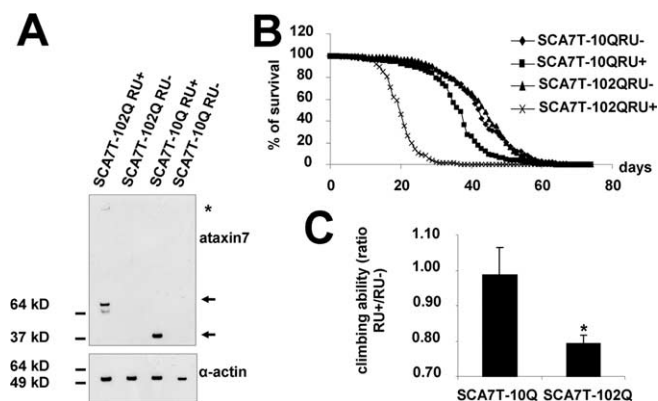 A
SCA7T-102Q RU+
SCA7T-102Q RU-
SCA7T-10Q RU+
SCA7T-10Q RU-
*
ataxin7
64 kD
37 kD
64 kD
49 kD
α-actin
B
% of survival
120
100
80
60
40
20
0
0
20
40
60
80
days
SCA7T-10QRU-
SCA7T-10QRU+
SCA7T-102QRU-
SCA7T-102QRU+
C
climbing ability (ratio
RU+/RU-)
1.10
1.00
0.90
0.80
0.70
*
SCA7T-10Q
SCA7T-102Q